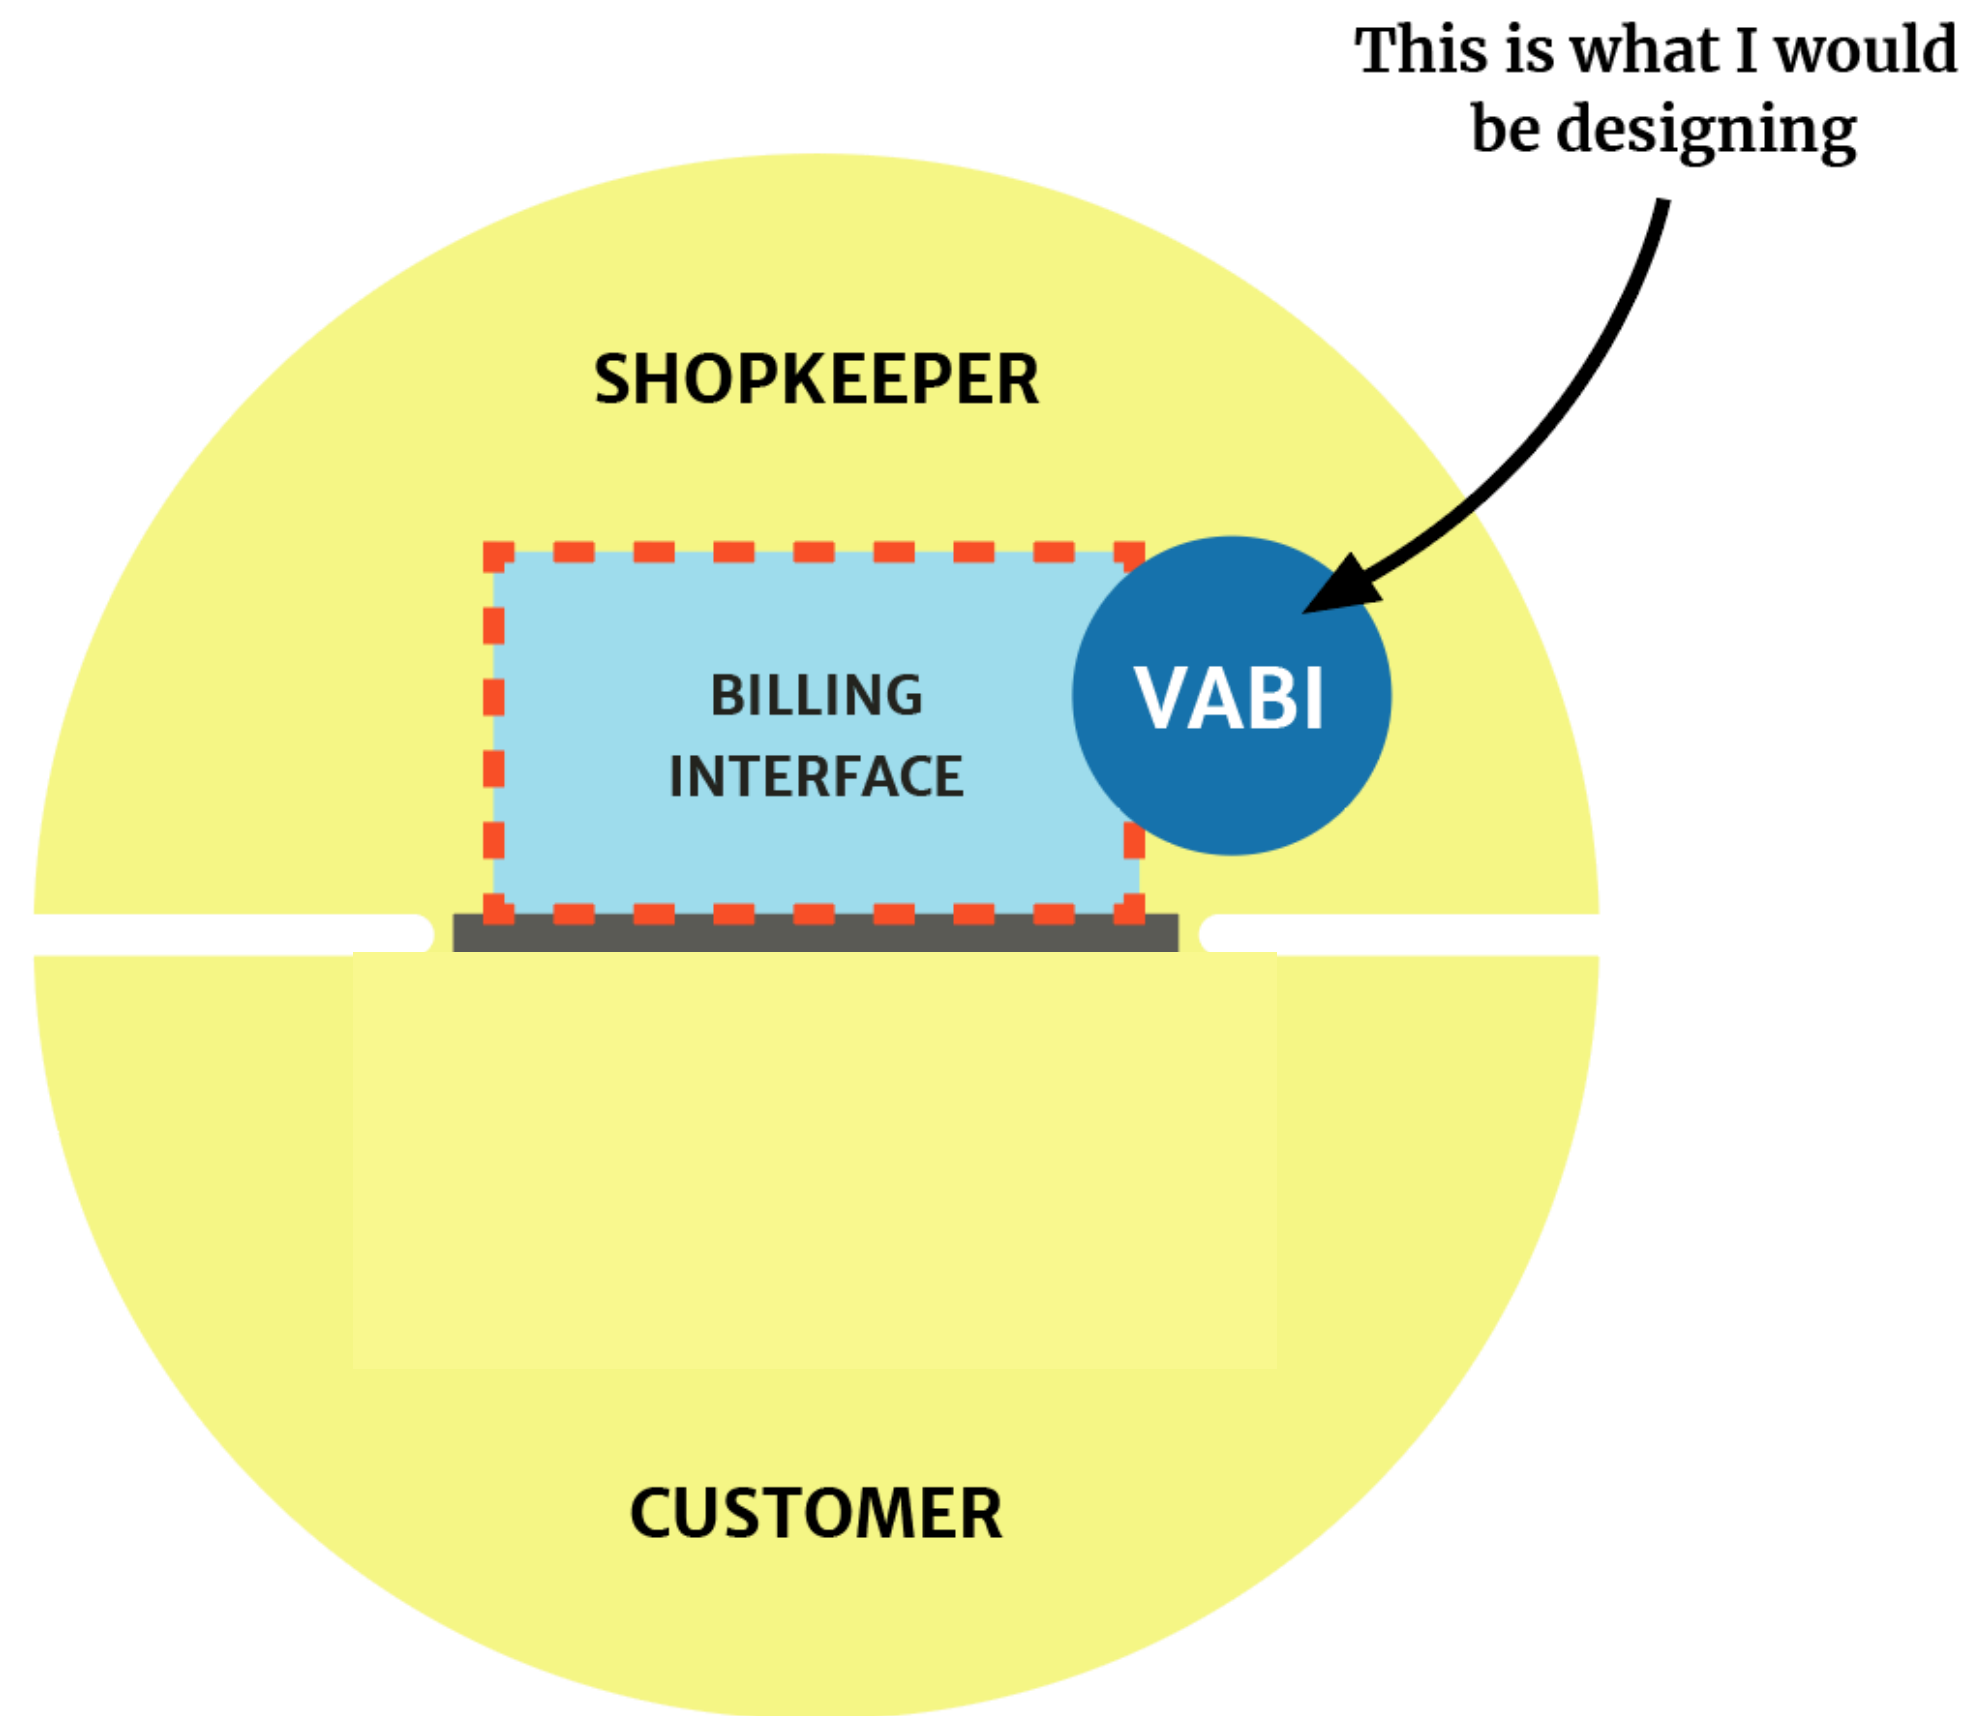 This is what I would
be designing
SHOPKEEPER
BILLING
INTERFACE
VABI
CUSTOMER